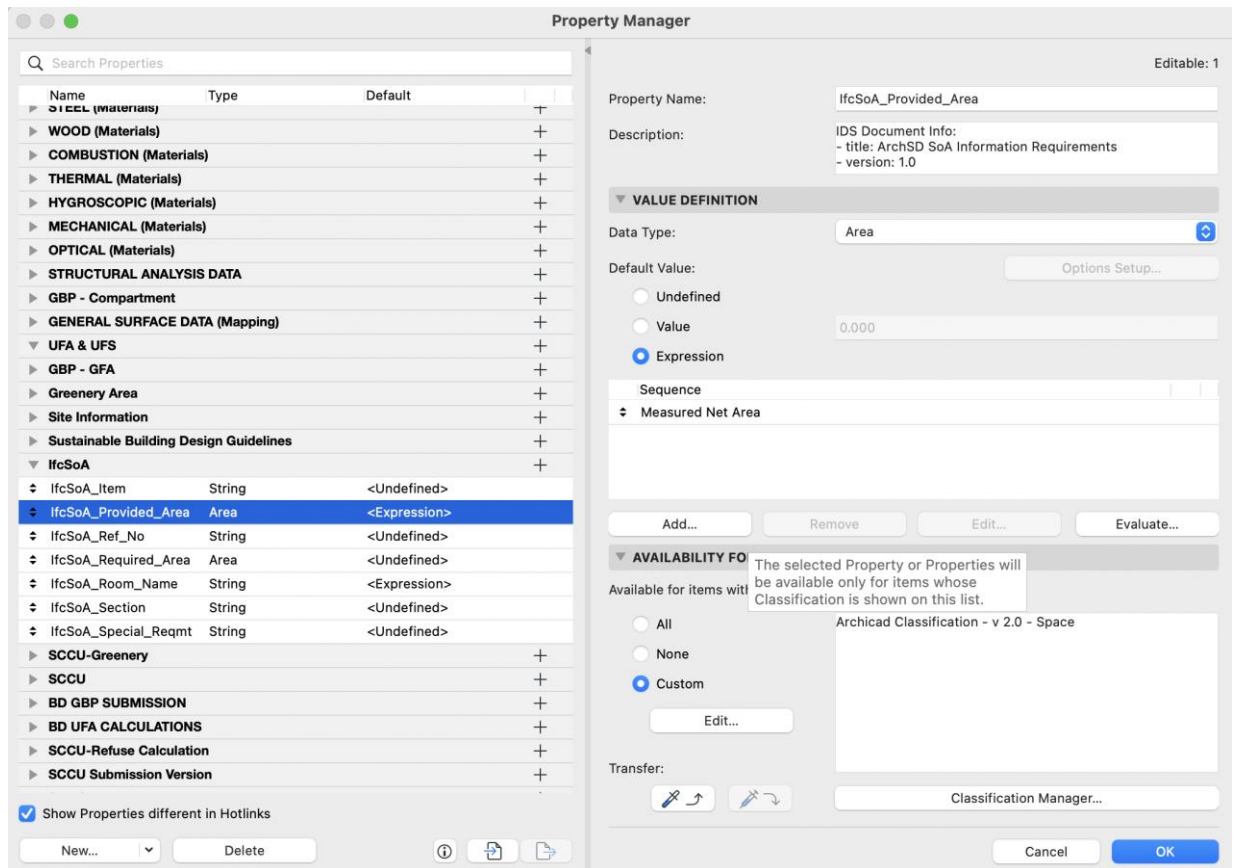 Property Manager
Search Properties
Name Type Default
STEEL (Materials)
WOOD (Materials)
COMBUSTION (Materials)
THERMAL (Materials)
HYGROSCOPIC (Materials)
MECHANICAL (Materials)
OPTICAL (Materials)
STRUCTURAL ANALYSIS DATA
GBP - Compartment
GENERAL SURFACE DATA (Mapping)
UFA & UFS
GBP - GFA
Greenery Area
Site Information
Sustainable Building Design Guidelines
IfcSoA
IfcSoA_Item String <Undefined>
IfcSoA_Provided_Area Area <Expression>
IfcSoA_Ref_No String <Undefined>
IfcSoA_Required_Area Area <Undefined>
IfcSoA_Room_Name String <Expression>
IfcSoA_Section String <Undefined>
IfcSoA_Special_Reqmt String <Undefined>
SCCU-Greenery
SCCU
BD GBP SUBMISSION
BD UFA CALCULATIONS
SCCU-Refuse Calculation
SCCU Submission Version
Show Properties different in Hotlinks
New... Delete
Editable: 1
Property Name: IfcSoA_Provided_Area
Description: IDS Document Info:
- title: ArchSD SoA Information Requirements
- version: 1.0
VALUE DEFINITION
Data Type: Area
Default Value: Options Setup...
Undefined
Value 0.000
Expression
Sequence
Measured Net Area
Add... Remove Edit... Evaluate...
AVAILABILITY FO
The selected Property or Properties will
be available only for items whose
Classification is shown on this list.
Available for items with
All
None
Custom
Edit...
Archicad Classification - v 2.0 - Space
Transfer:
Classification Manager...
Cancel OK